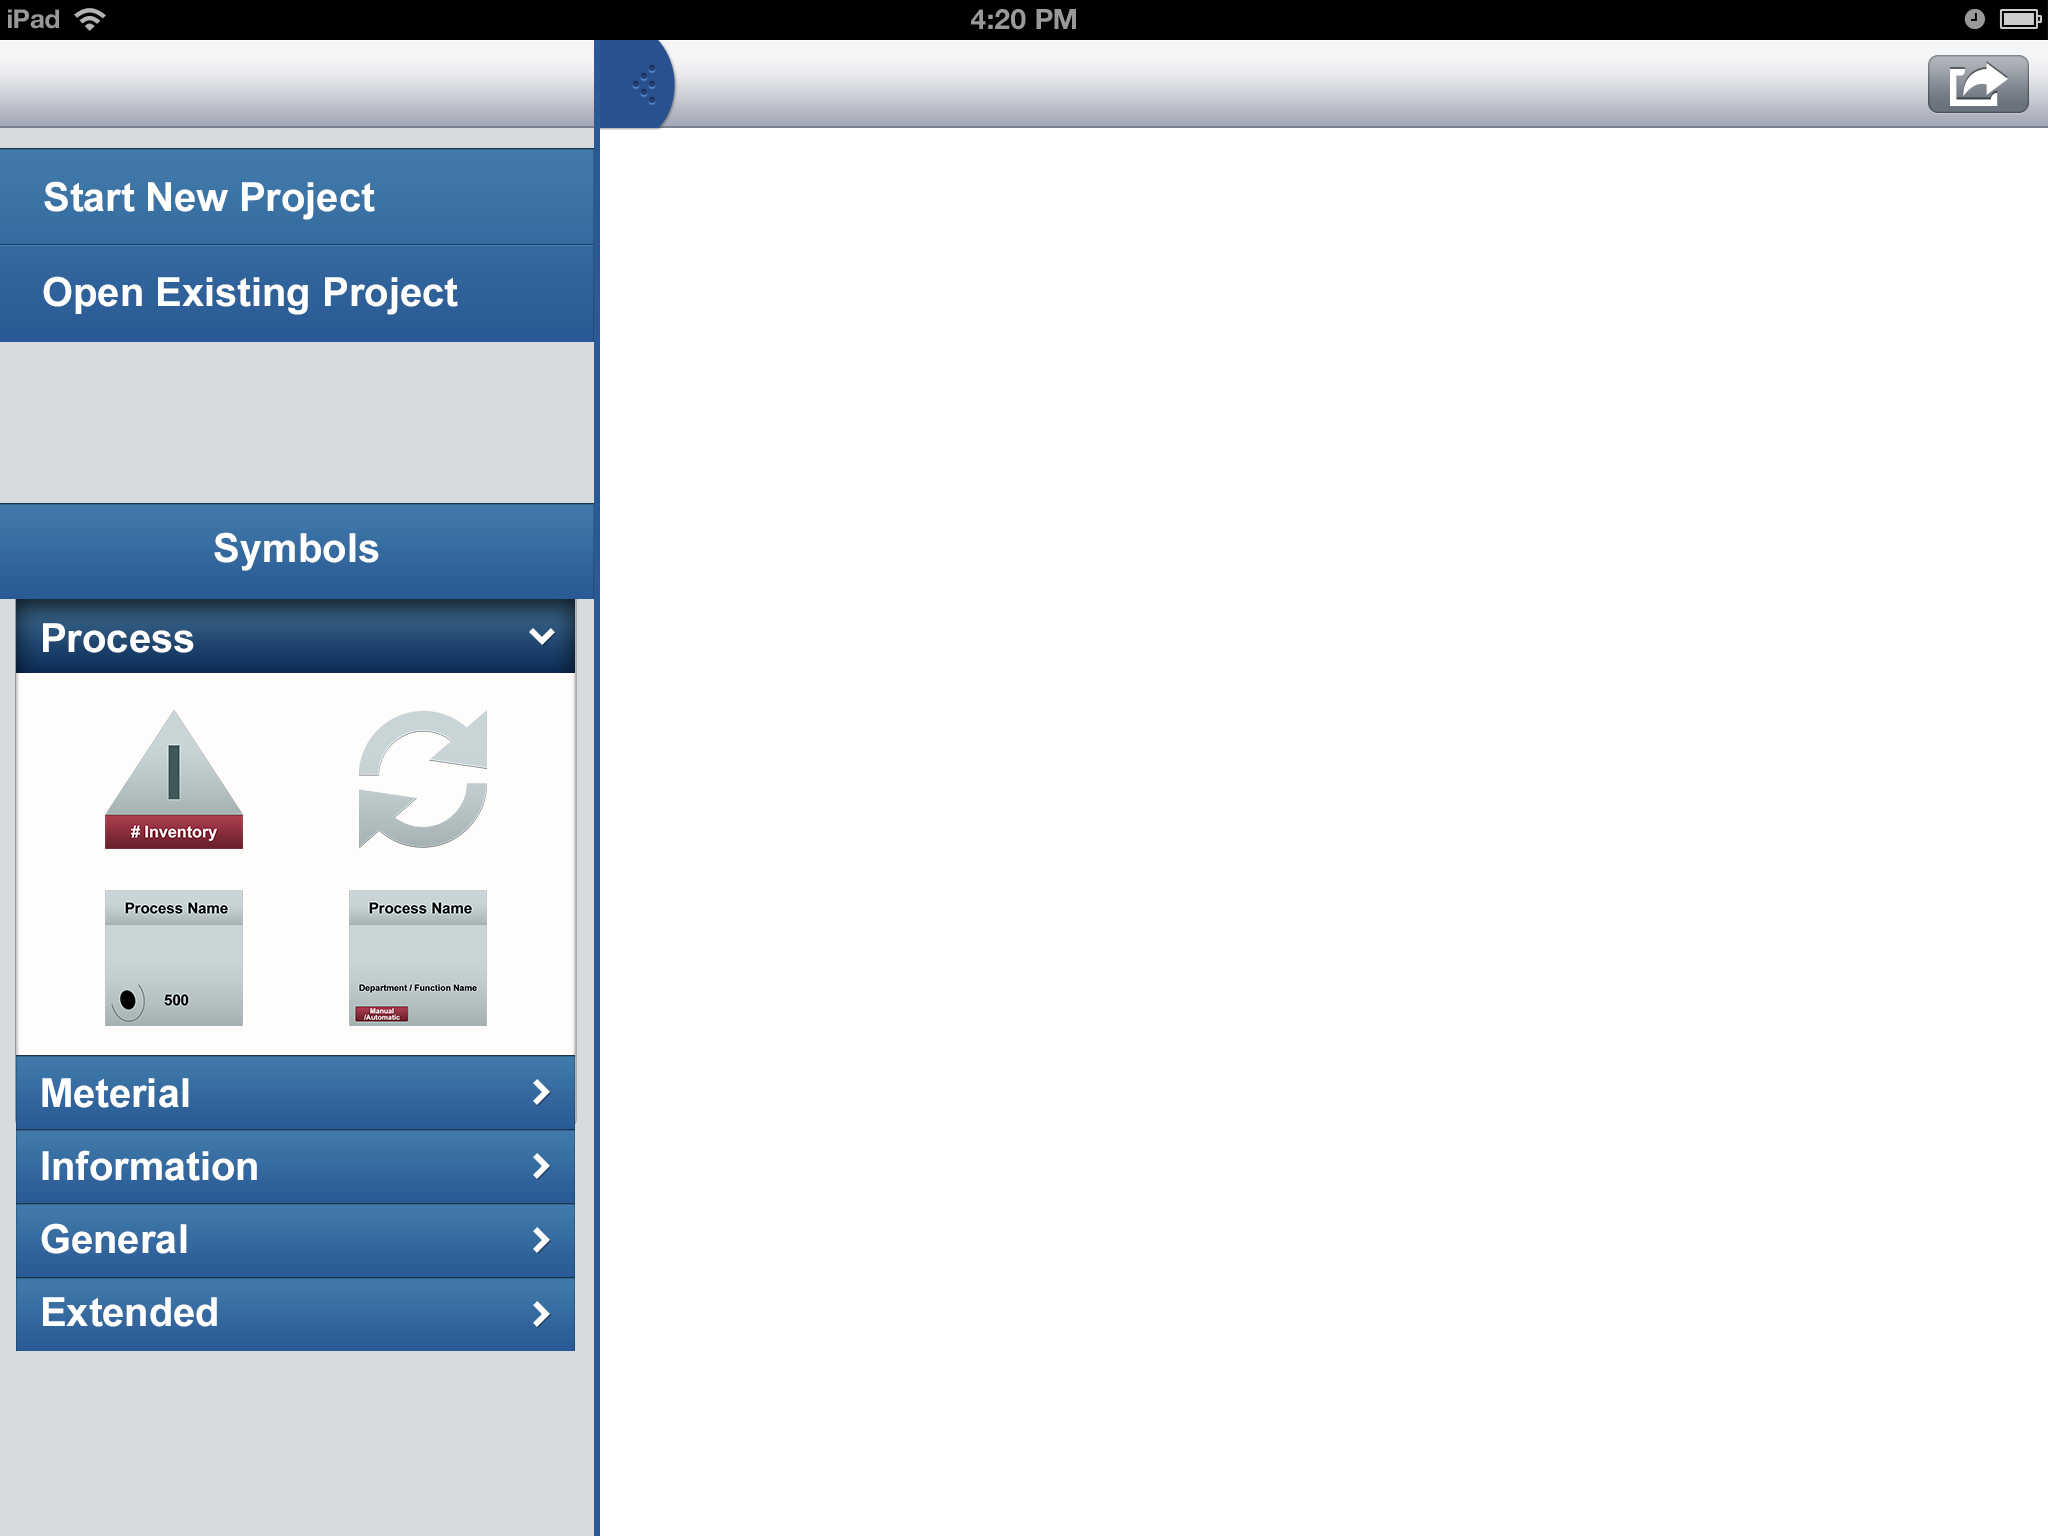 iPad
4:20 PM
Start New Project
Open Existing Project
Symbols
Process
# Inventory
Process Name
500
Process Name
Department / Function Name
Manual
/Automatic
Meterial
Information
General
Extended